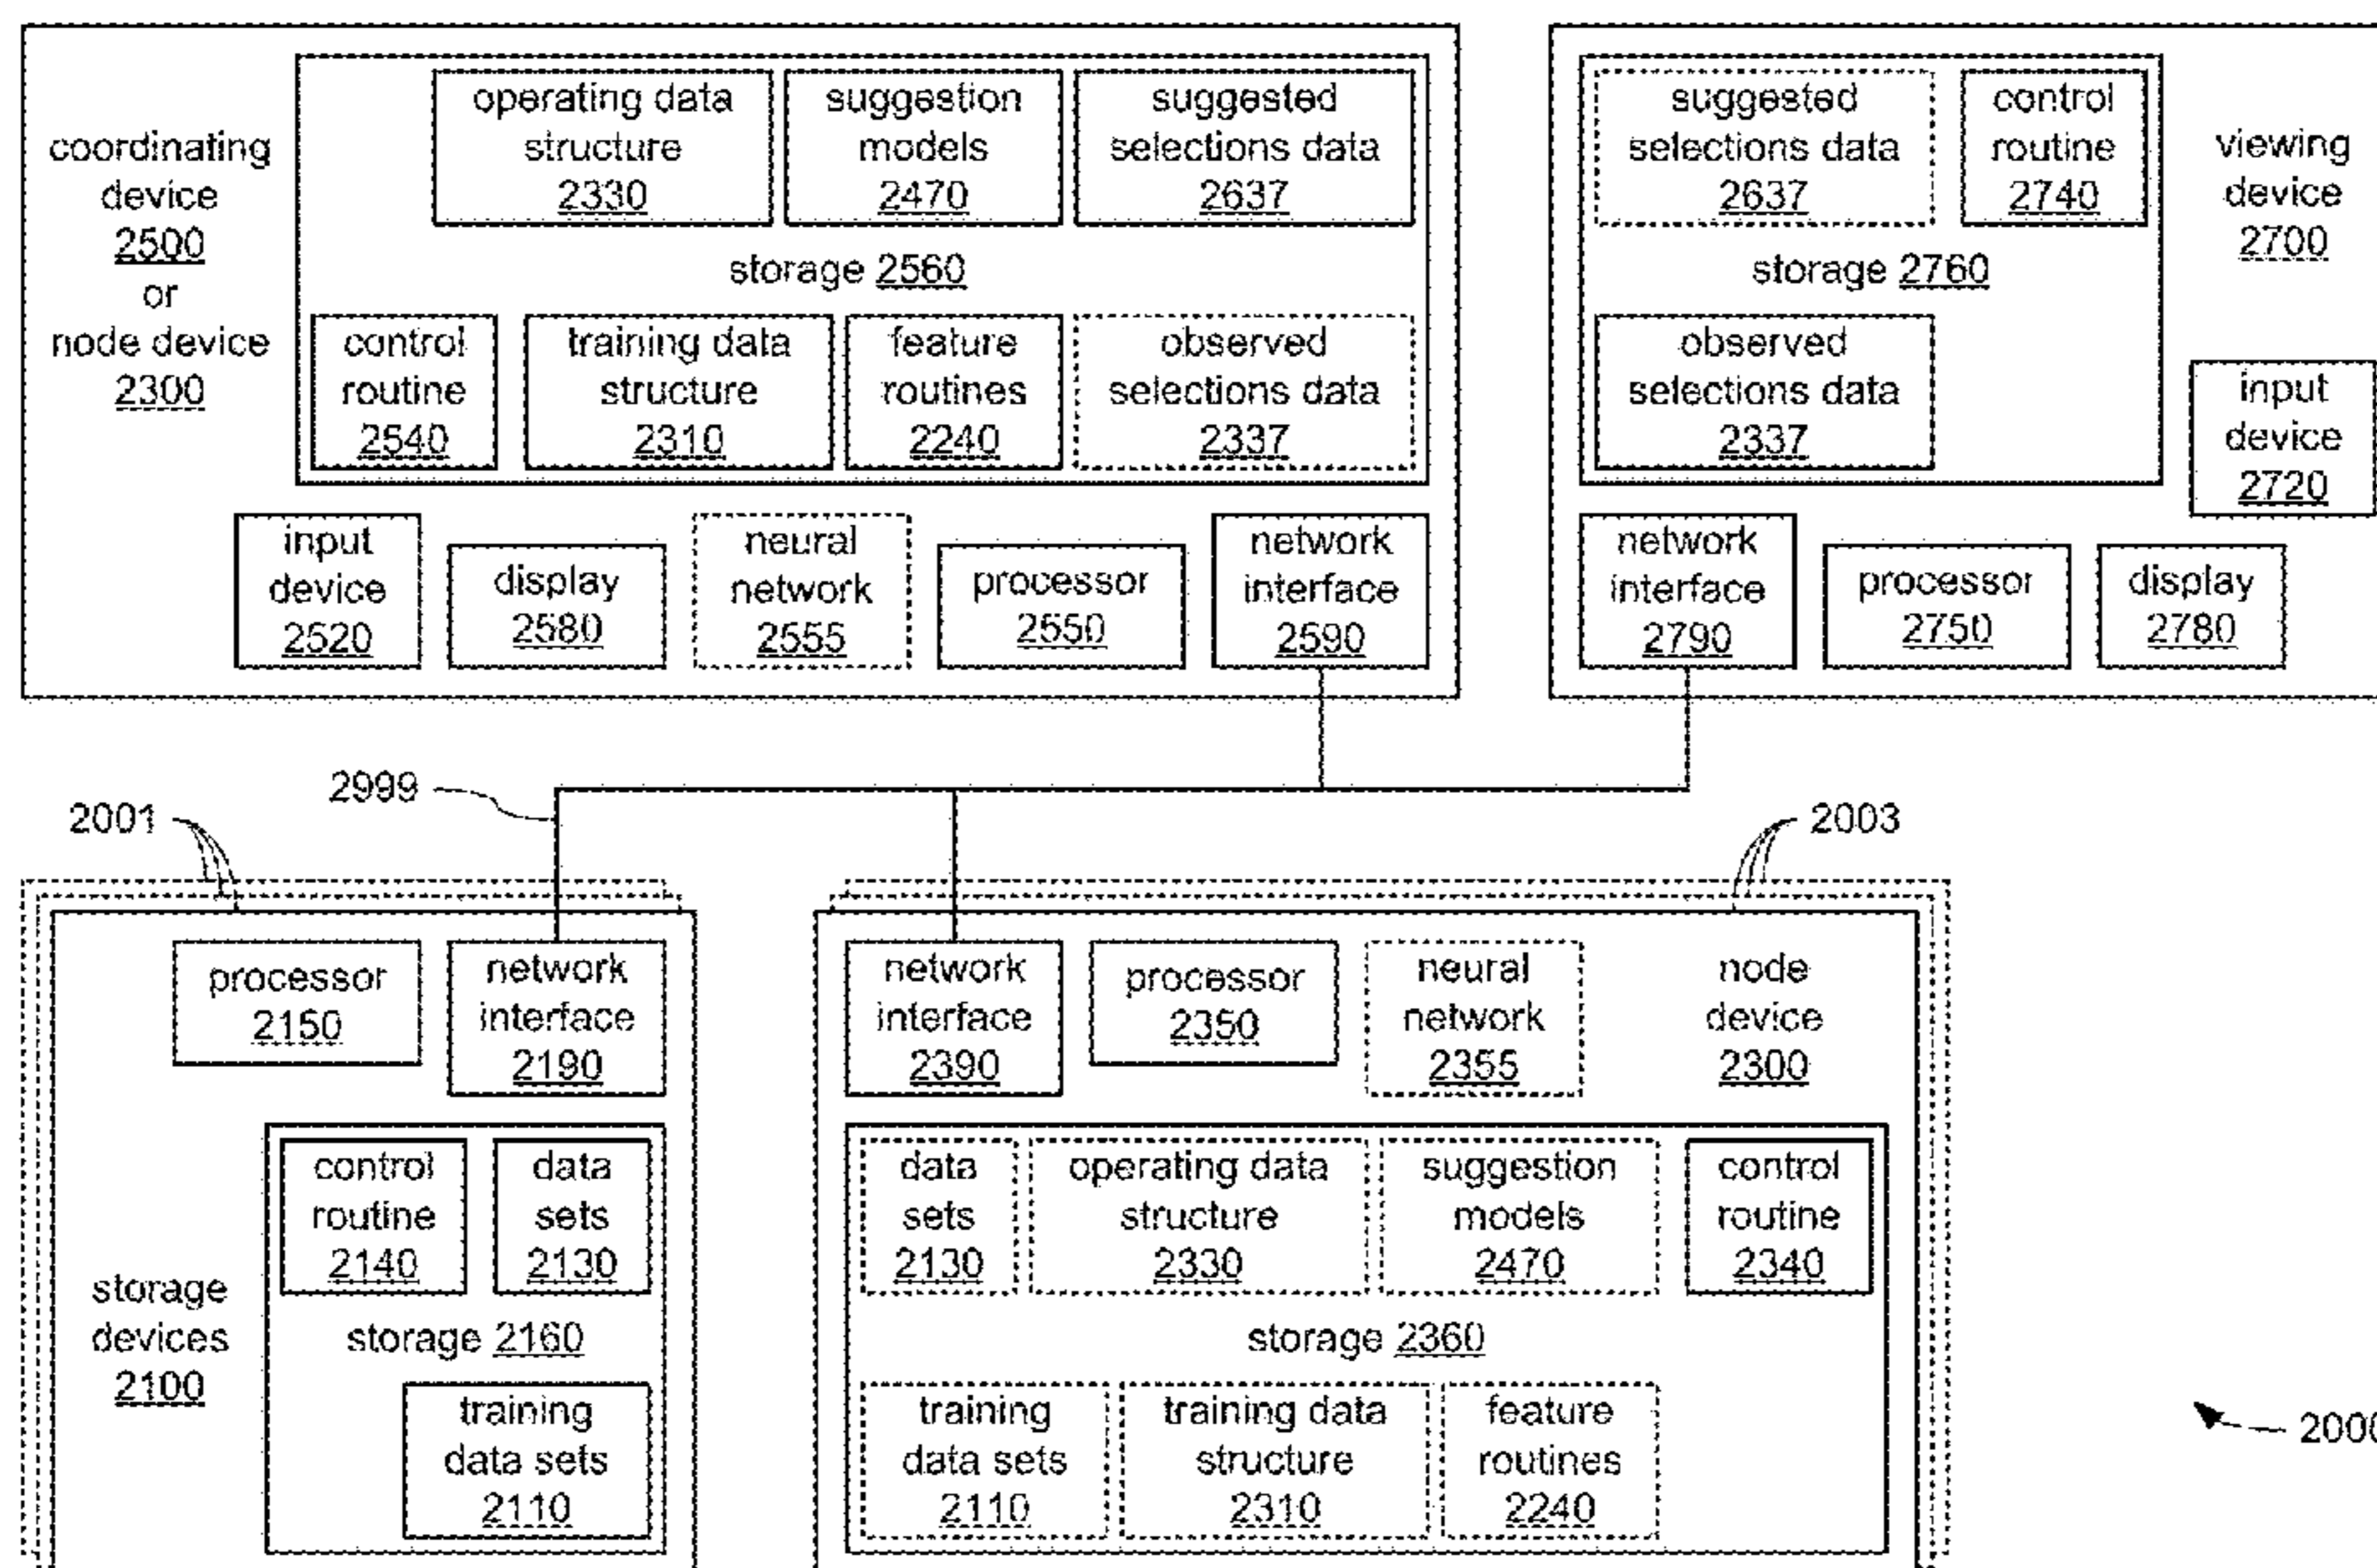 coordinating
device
2500
or
node device
2300
operating data
structure
2330
suggestion
models
2470
suggested
selections data
2637
storage 2560
control
routine
2540
training data
structure
2310
feature
routines
2240
observed
selections data
2337
input
device
2520
display
2580
neural
network
2555
processor
2550
network
interface
2590
suggested
selections data
2637
control
routine
2740
viewing
device
2700
storage 2760
observed
selections data
2337
input
device
2720
network
interface
2790
processor
2750
display
2780
2999
2001
2003
processor
2150
network
interface
2190
storage
devices
2100
control
routine
2140
data
sets
2130
storage 2160
training
data sets
2110
network
interface
2390
processor
2350
neural
network
2355
node
device
2300
data
sets
2130
operating data
structure
2330
suggestion
models
2470
control
routine
2340
storage 2360
training
data sets
2110
training data
structure
2310
feature
routines
2240
2000